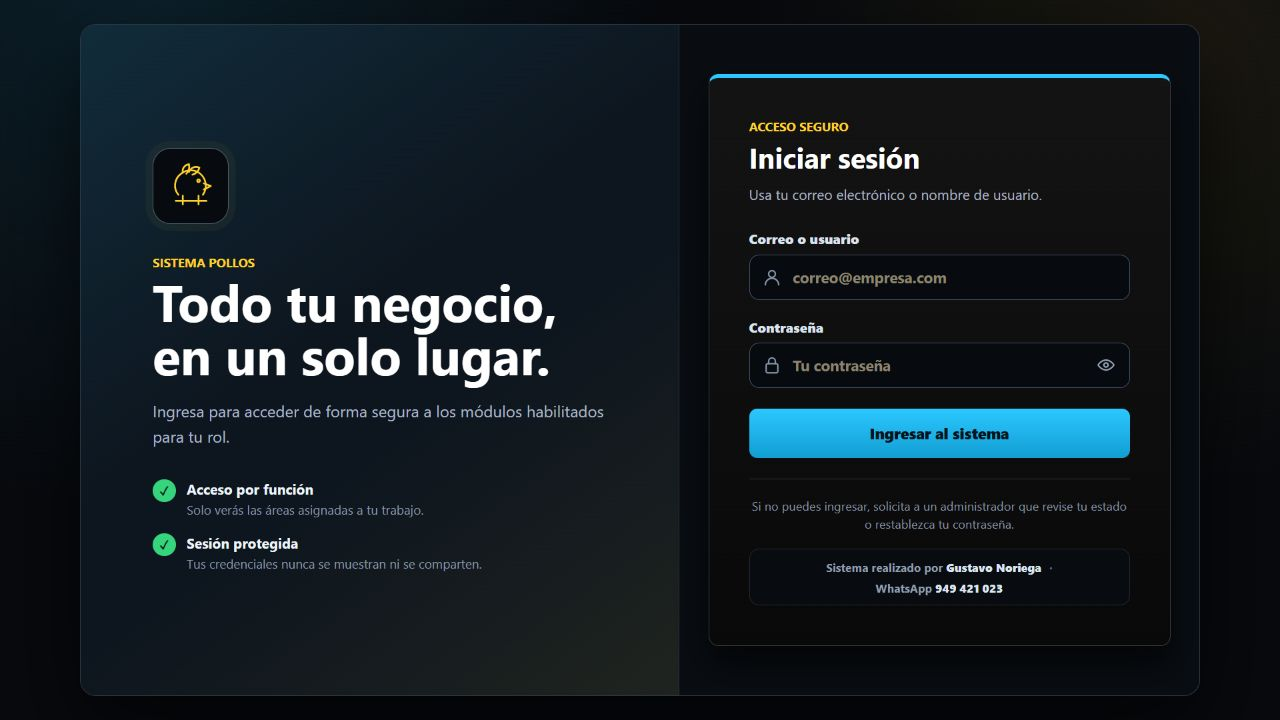 SISTEMA POLLOS
Todo tu negocio,
en un solo lugar.
Ingresa para acceder de forma segura a los módulos habilitados
para tu rol.
Acceso por función
Solo verás las áreas asignadas a tu trabajo.
Sesión protegida
Tus credenciales nunca se muestran ni se comparten.
ACCESO SEGURO
Iniciar sesión
Usa tu correo electrónico o nombre de usuario.
Correo o usuario
correo@empresa.com
Contraseña
Tu contraseña
Ingresar al sistema
Si no puedes ingresar, solicita a un administrador que revise tu estado
o restablezca tu contraseña.
Sistema realizado por Gustavo Noriega ·
WhatsApp 949 421 023